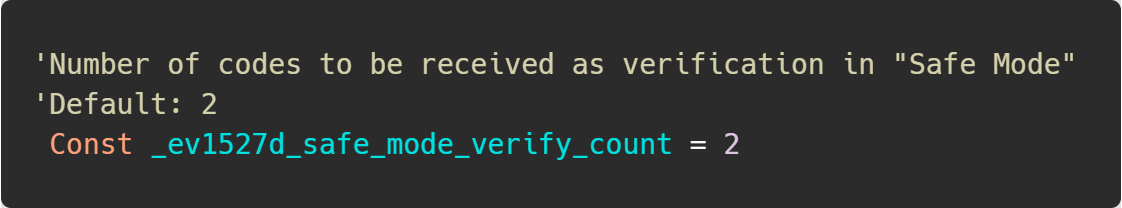 'Number of codes to be received as verification in "Safe Mode"
'Default: 2
Const _ev1527d_safe_mode_verify_count = 2